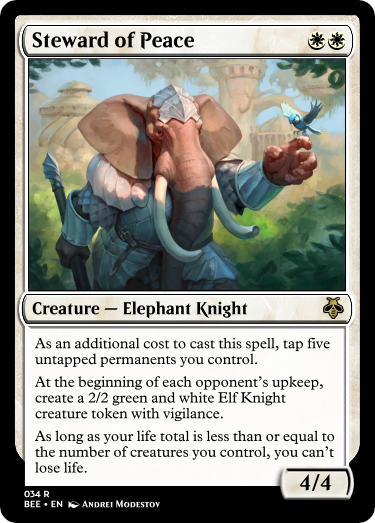 Steward of Peace
Creature — Elephant Knight
As an additional cost to cast this spell, tap five
untapped permanents you control.
At the beginning of each opponent's upkeep,
create a 2/2 green and white Elf Knight
creature token with vigilance.
As long as your life total is less than or equal to
the number of creatures you control, you can't
lose life.
4/4
034 R
BEE • EN Andrei Modestov